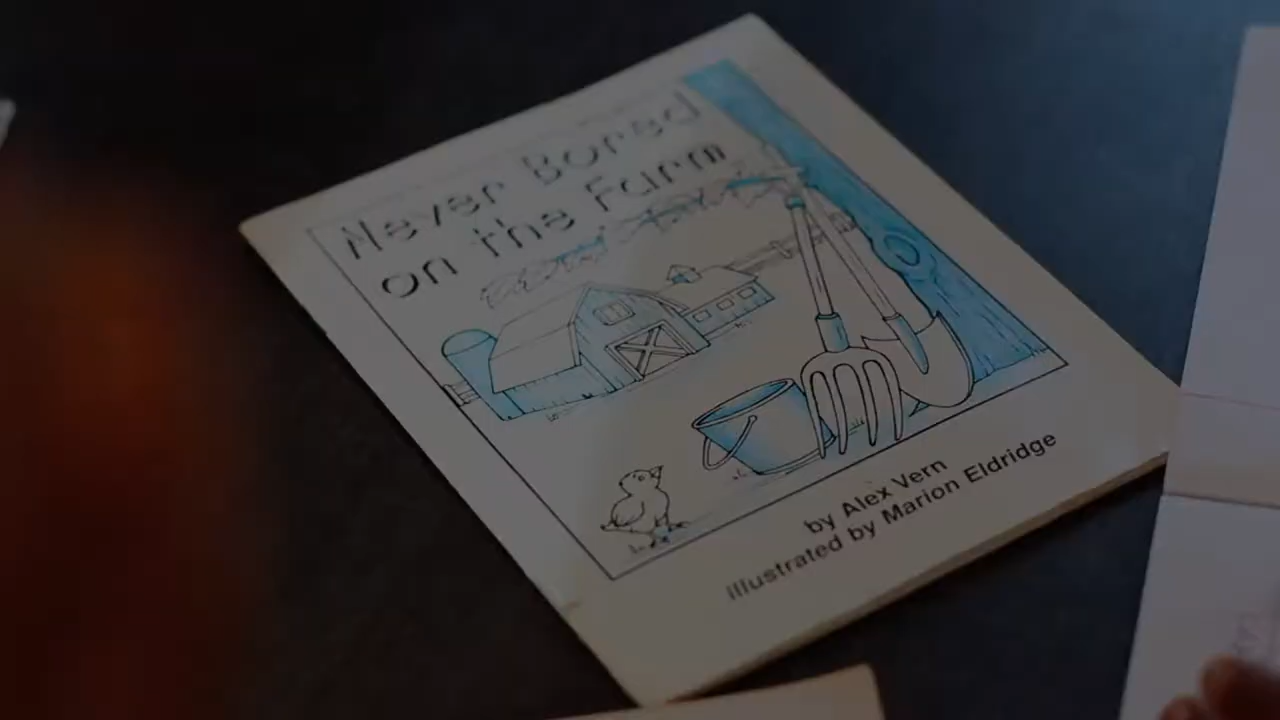 Never Bored
on the Farm
by Alex Vern
illustrated by Marion Eldridge